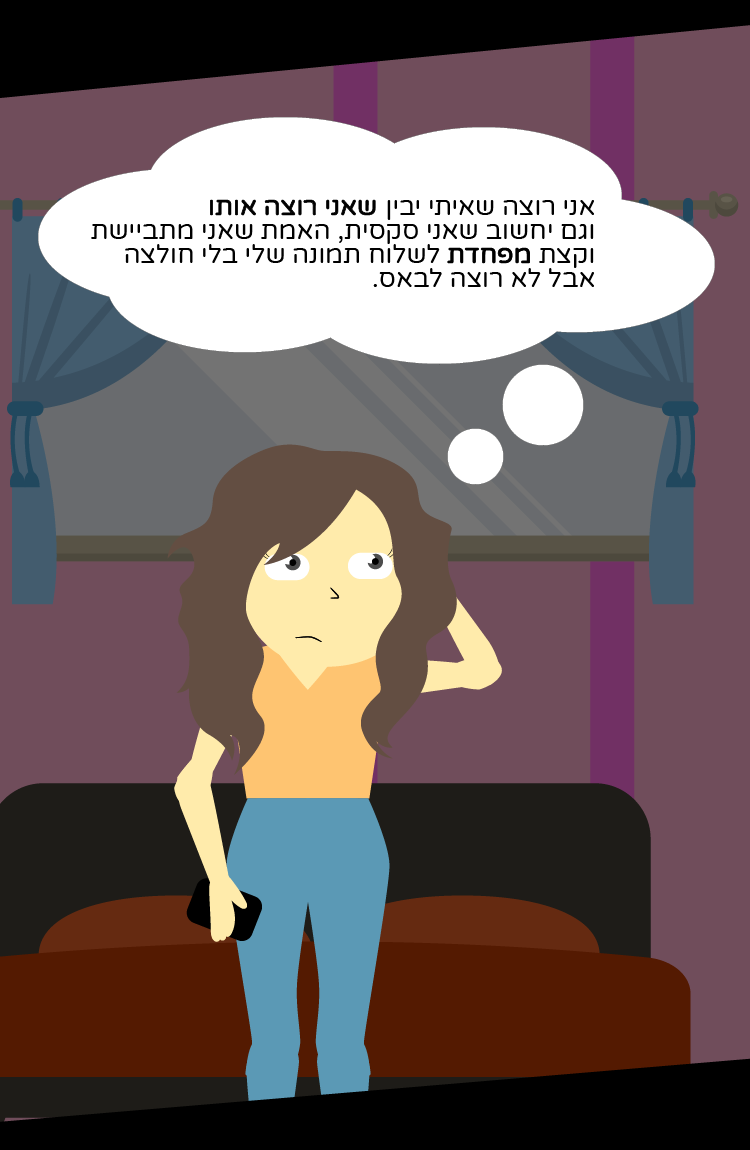 אני רוצה שאיתי יבין שאני רוצה אותו
וגם יחשוב שאני סקסית, האמת שאני מתביישת
וקצת מפחדת לשלוח תמונה שלי בלי חולצה
אבל לא רוצה לבאס.